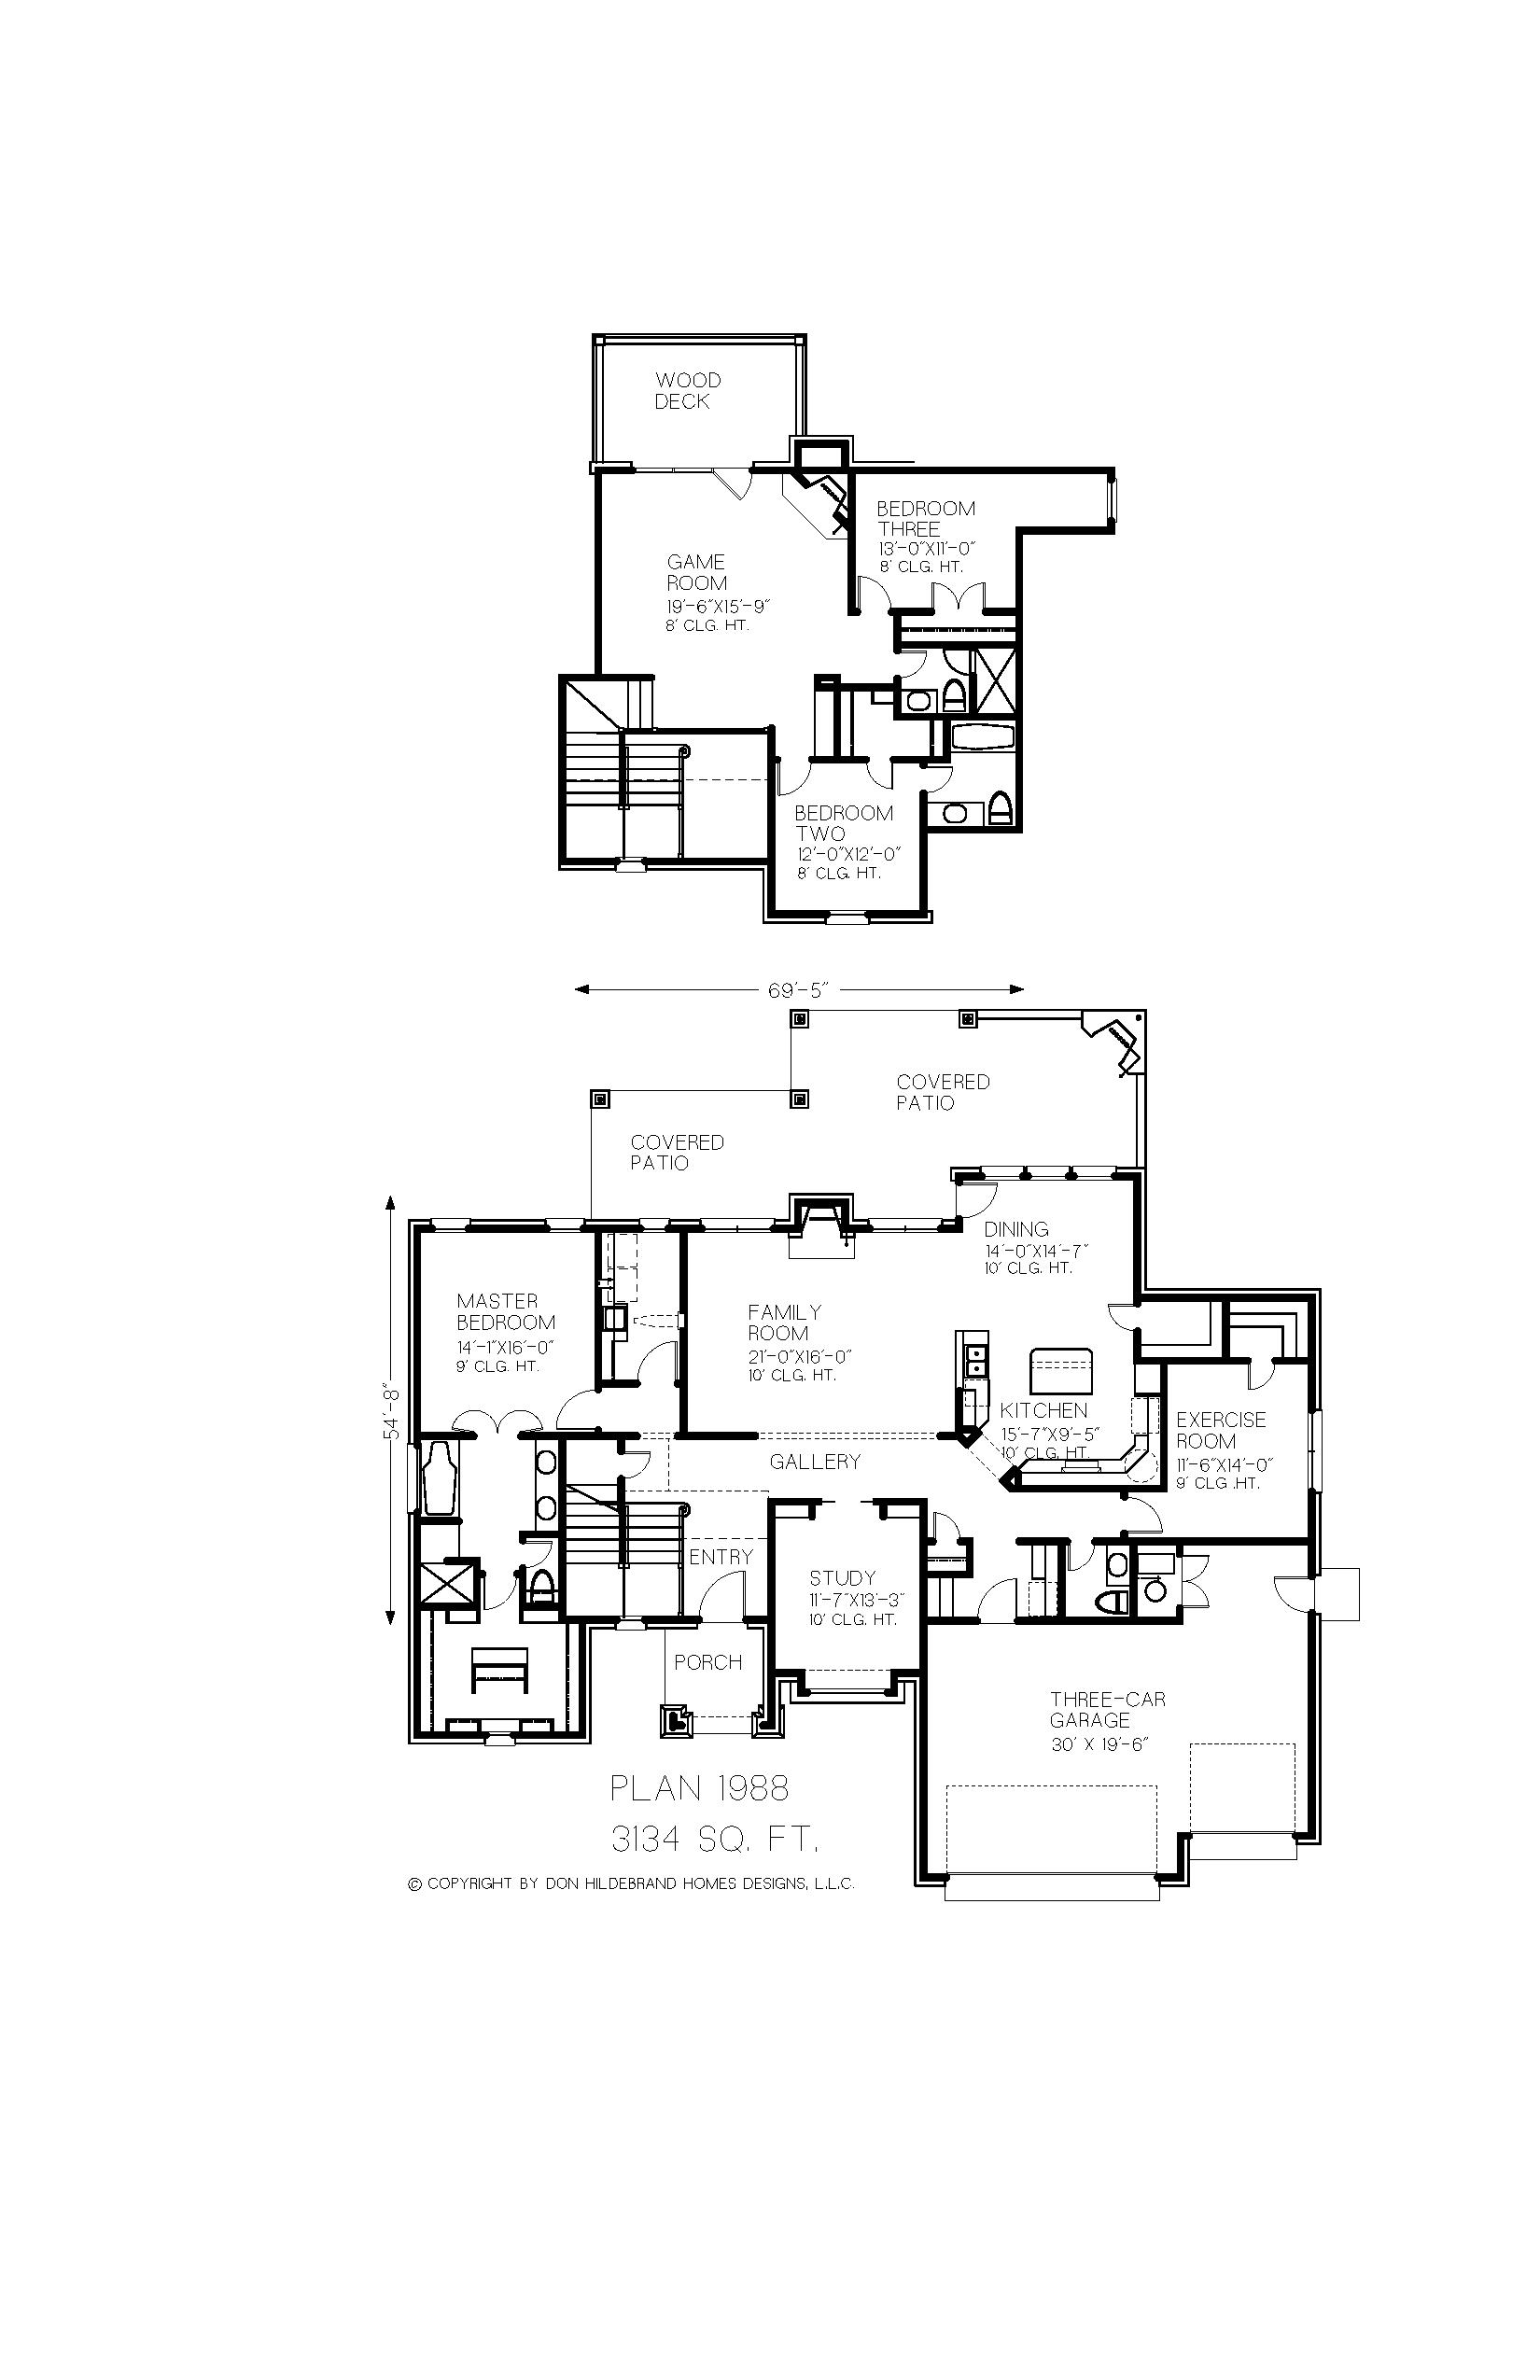 WOOD
DECK
BEDROOM
THREE
13'-0"X11'-0"
8' CLG. HT.
GAME
ROOM
19'-6"X15'-9"
8' CLG. HT.
BEDROOM
TWO
12'-0"X12'-0"
8' CLG. HT.
69'-5"
COVERED
PATIO
COVERED
PATIO
DINING
14'-0"X14'-7"
10' CLG. HT.
MASTER
BEDROOM
14'-1"X16'-0"
9' CLG. HT.
FAMILY
ROOM
21'-0"X16'-0"
10' CLG. HT.
54'-8"
KITCHEN
15'-7"X9'-5"
10' CLG. HT.
EXERCISE
ROOM
11'-6"X14'-0"
9' CLG .HT.
GALLERY
ENTRY
STUDY
11'-7"X13'-3"
10' CLG. HT.
PORCH
THREE-CAR
GARAGE
30' X 19'-6"
PLAN 1988
3134 SQ. FT.
© COPYRIGHT BY DON HILDEBRAND HOMES DESIGNS, L.L.C.